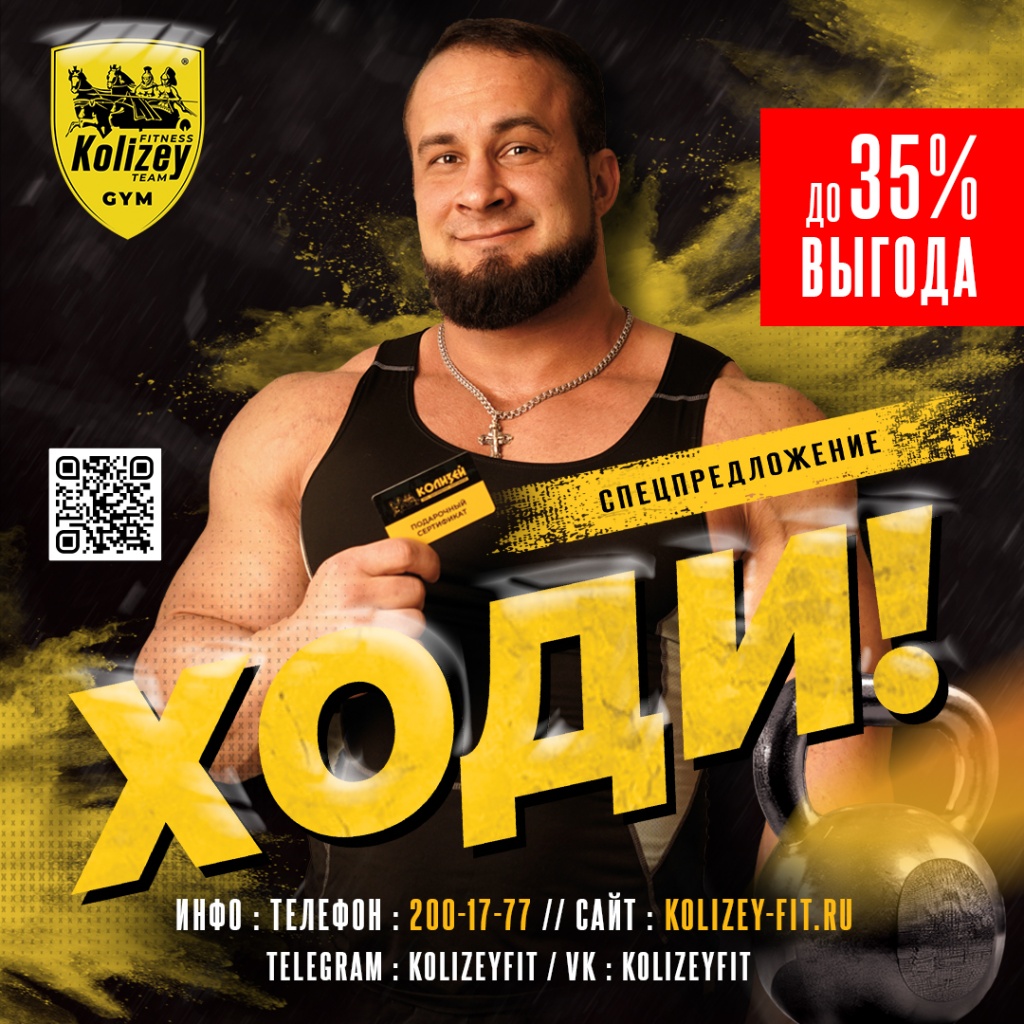 FITNESS
Kolizey
TEAM
GYM
®
ДО 35%
ВЫГОДА
КОЛИЗЕЙ
ПОДАРОЧНЫЙ
СЕРТИФИКАТ
СПЕЦПРЕДЛОЖЕНИЕ
ХОДИ!
ИНФО : ТЕЛЕФОН : 200-17-77 // САЙТ : KOLIZEY-FIT.RU
TELEGRAM : KOLIZEYFIT / VK : KOLIZEYFIT